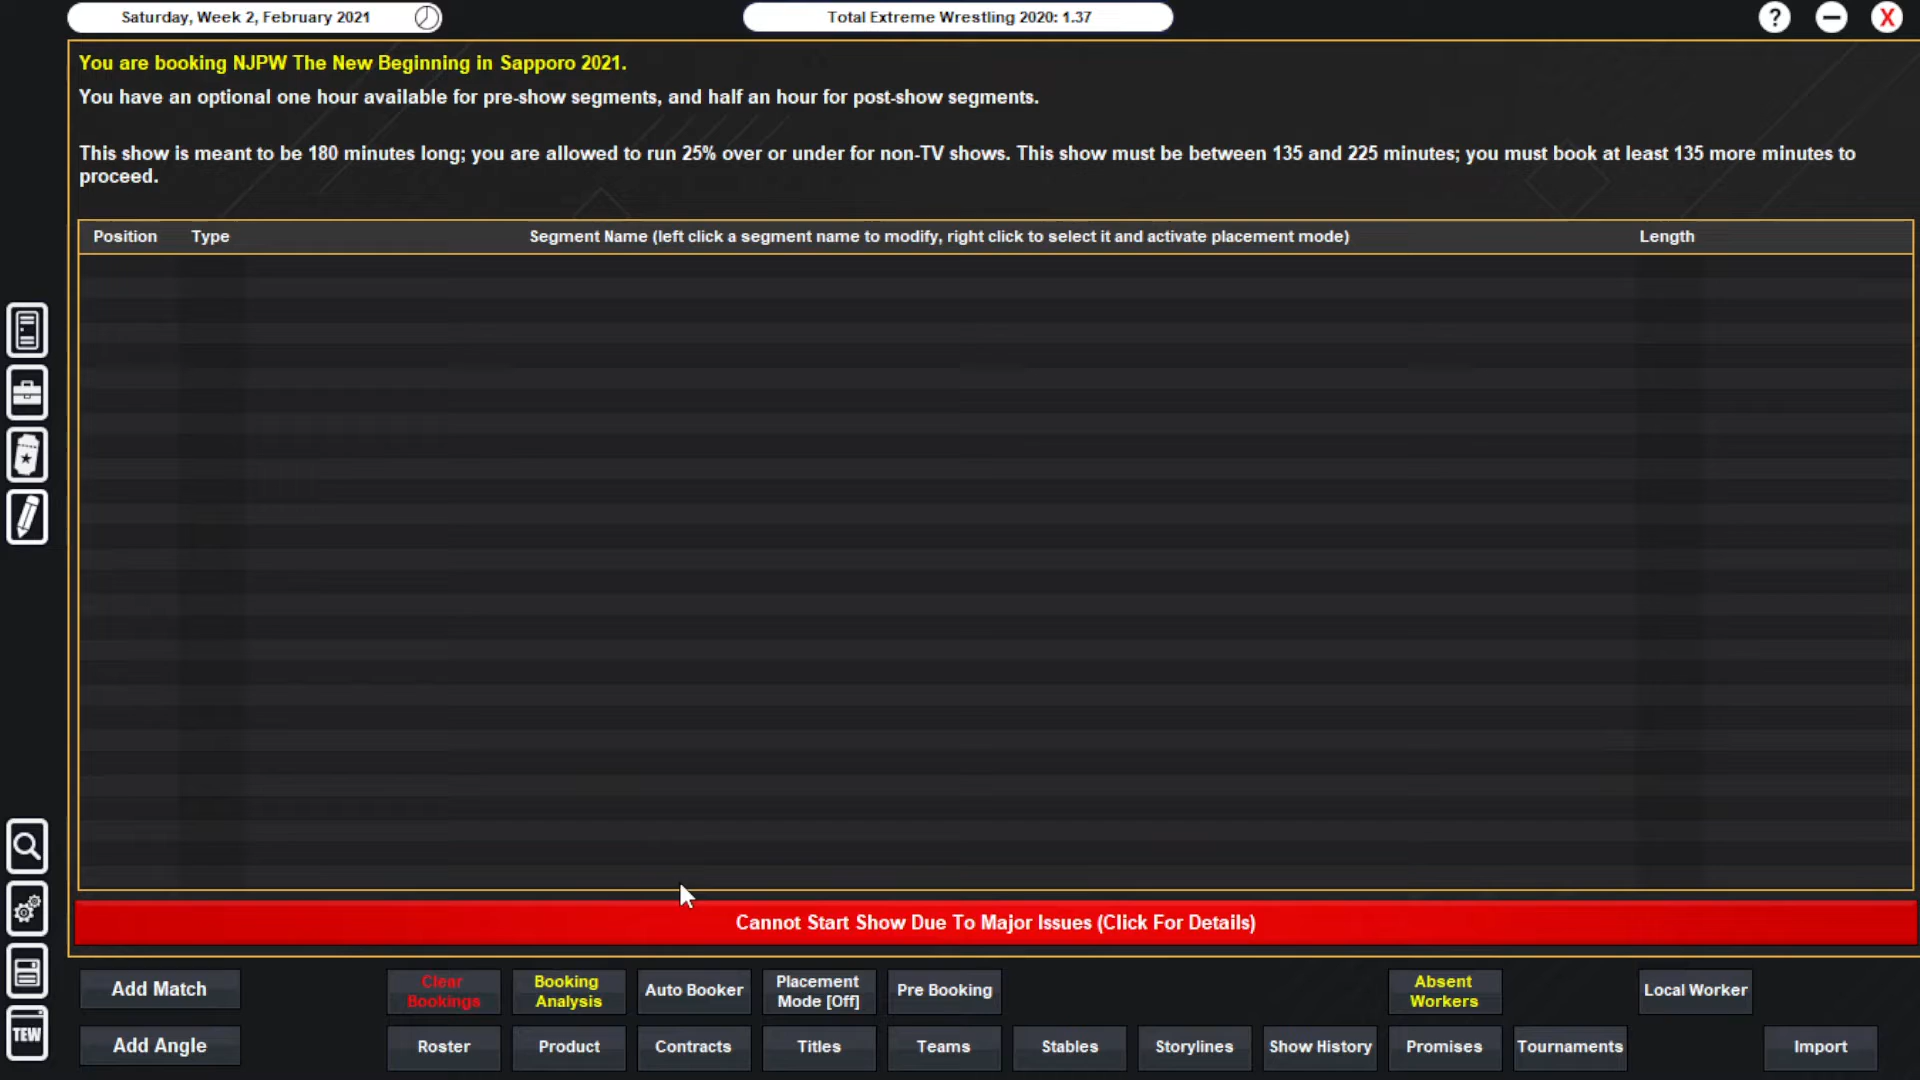 Saturday, Week 2, February 2021
Total Extreme Wrestling 2020: 1.37
?
X
You are booking NJPW The New Beginning in Sapporo 2021.
You have an optional one hour available for pre-show segments, and half an hour for post-show segments.
This show is meant to be 180 minutes long; you are allowed to run 25% over or under for non-TV shows. This show must be between 135 and 225 minutes; you must book at least 135 more minutes to
proceed.
Position Type Segment Name (left click a segment name to modify, right click to select it and activate placement mode) Length
Cannot Start Show Due To Major Issues (Click For Details)
TEW
Add Match
Clear
Bookings
Booking
Analysis
Auto Booker
Placement
Mode [Off]
Pre Booking
Absent
Workers
Local Worker
Add Angle
Roster
Product
Contracts
Titles
Teams
Stables
Storylines
Show History
Promises
Tournaments
Import